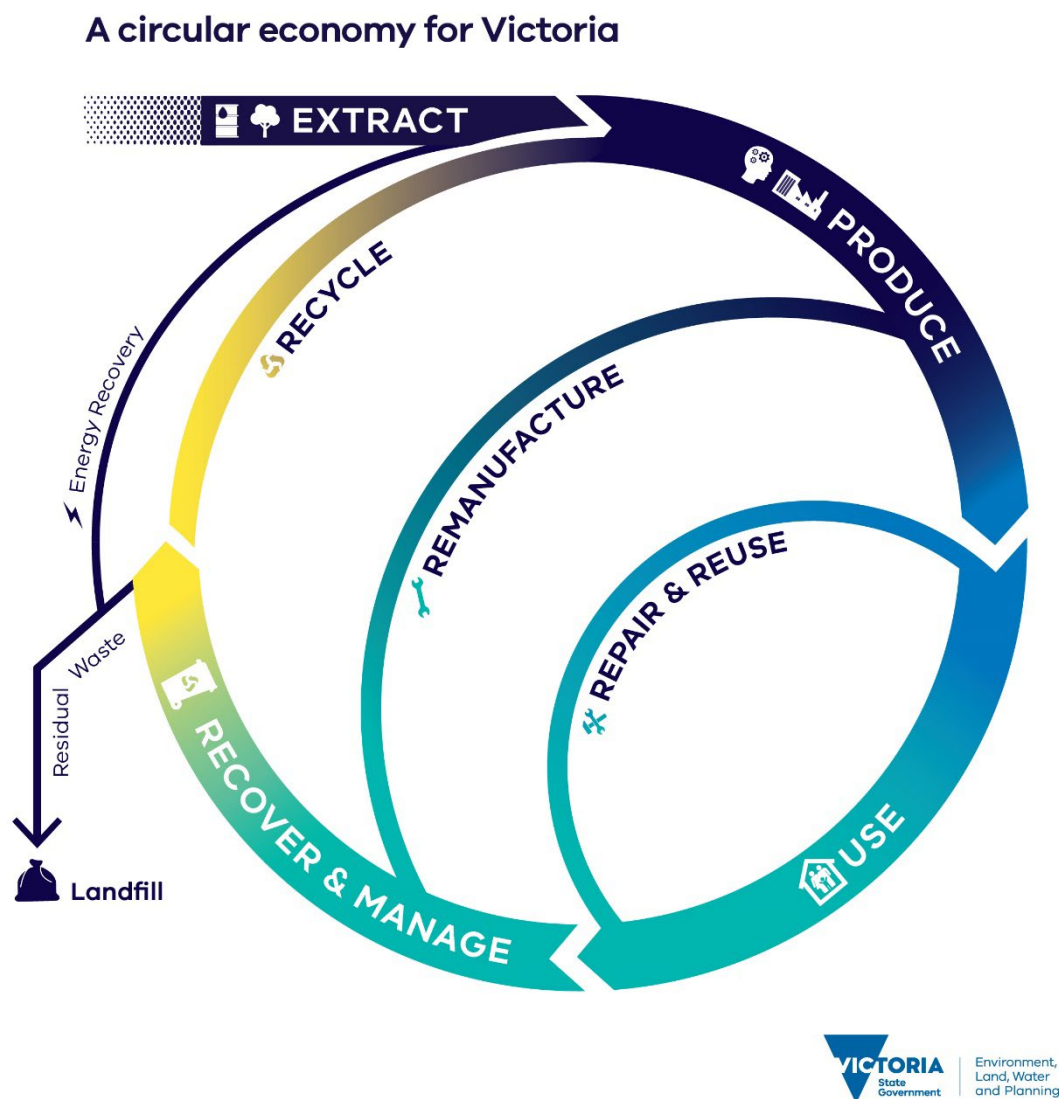 A circular economy for Victoria
EXTRACT
PRODUCE
RECYCLE
Energy Recovery
REMANUFACTURE
REPAIR & REUSE
Residual Waste
RECOVER & MANAGE
USE
Landfill
VICTORIA
State
Government
Environment,
Land, Water
and Planning